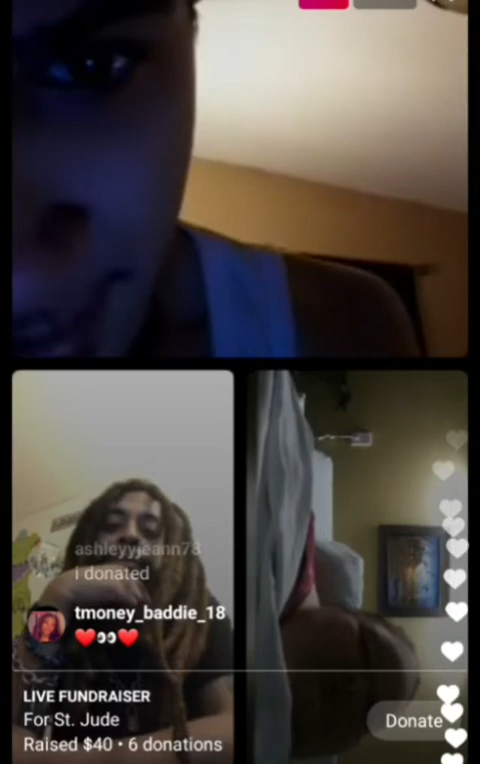 ashleyyjeann78
i donated
tmoney_baddie_18
❤️👀❤️
LIVE FUNDRAISER
For St. Jude
Raised $40 • 6 donations
Donate